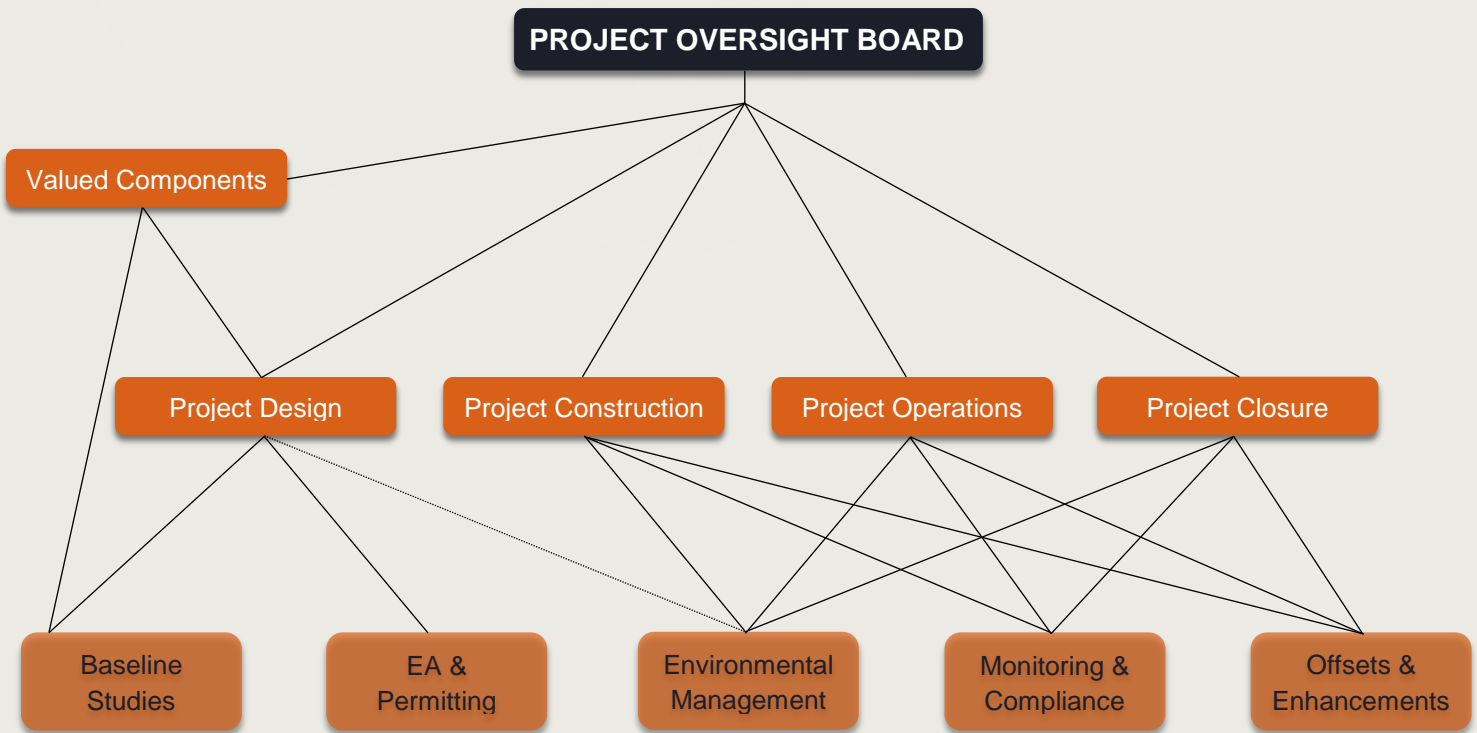 PROJECT OVERSIGHT BOARD
Valued Components
Project Design
Project Construction
Project Operations
Project Closure
Baseline
Studies
EA &
Permitting
Environmental
Management
Monitoring &
Compliance
Offsets &
Enhancements